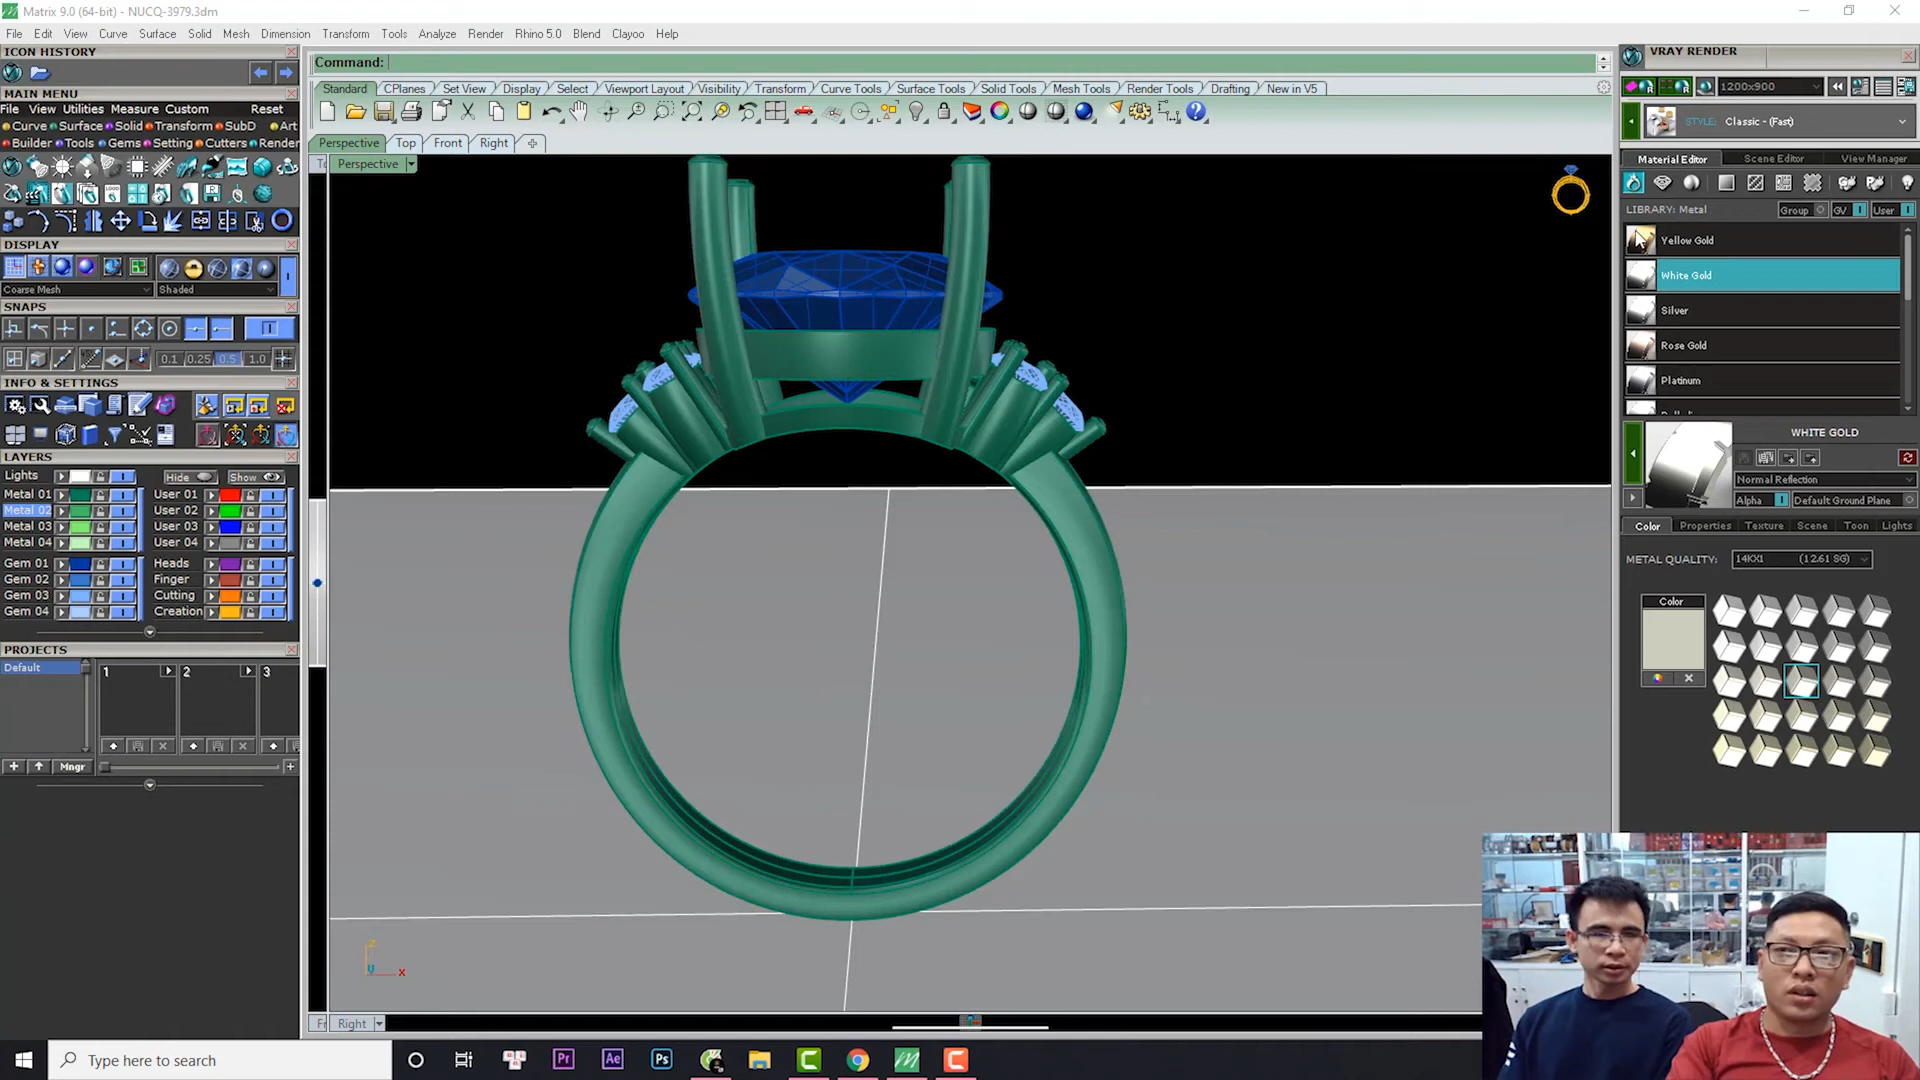 Matrix 9.0 (64-bit) - NUCQ-3979.3dm
File Edit View Curve Surface Solid Mesh Dimension Transform Tools Analyze Render Rhino 5.0 Blend Clayoo Help
ICON HISTORY
MAIN MENU
File View Utilities Measure Custom Reset
Curve Surface Solid Transform SubD Art
Builder Tools Gems Setting Cutters Render
DISPLAY
Coarse Mesh Shaded
SNAPS
0.1 0.25 0.5 1.0
INFO & SETTINGS
LAYERS
Lights Hide Show
Metal 01 User 01
Metal 02 User 02
Metal 03 User 03
Metal 04 User 04
Gem 01 Heads
Gem 02 Finger
Gem 03 Cutting
Gem 04 Creation
PROJECTS
Default 1 2 3
Mngr
Command:
Standard CPlanes Set View Display Select Viewport Layout Visibility Transform Curve Tools Surface Tools Solid Tools Mesh Tools Render Tools Drafting New in V5
Perspective Top Front Right
Perspective
z
y x
Right
VRAY RENDER
1200x900
STYLE: Classic - (Fast)
Material Editor Scene Editor View Manager
LIBRARY: Metal Group GV User
Yellow Gold
White Gold
Silver
Rose Gold
Platinum
WHITE GOLD
Normal Reflection
Alpha Default Ground Plane
Color Properties Texture Scene Toon Lights
METAL QUALITY: 14KX1 (12.61 SG)
Color
Type here to search
Pr Ae Ps